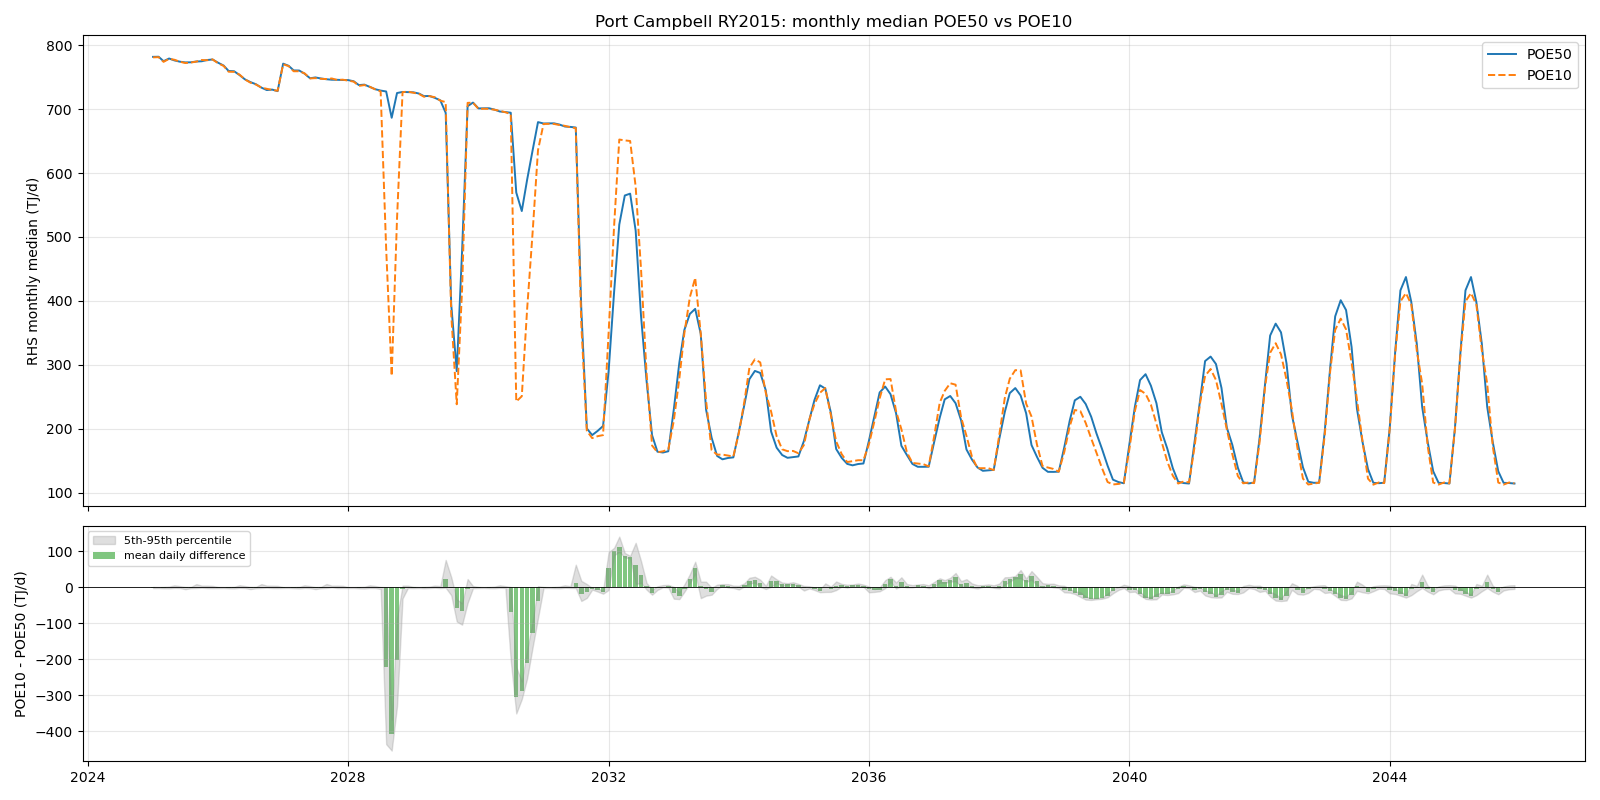 Port Campbell RY2015: monthly median POE50 vs POE10
RHS monthly median (TJ/d)
800
700
600
500
400
300
200
100
POE50
POE10
POE10 - POE50 (TJ/d)
100
0
−100
−200
−300
−400
5th-95th percentile
mean daily difference
2024
2028
2032
2036
2040
2044